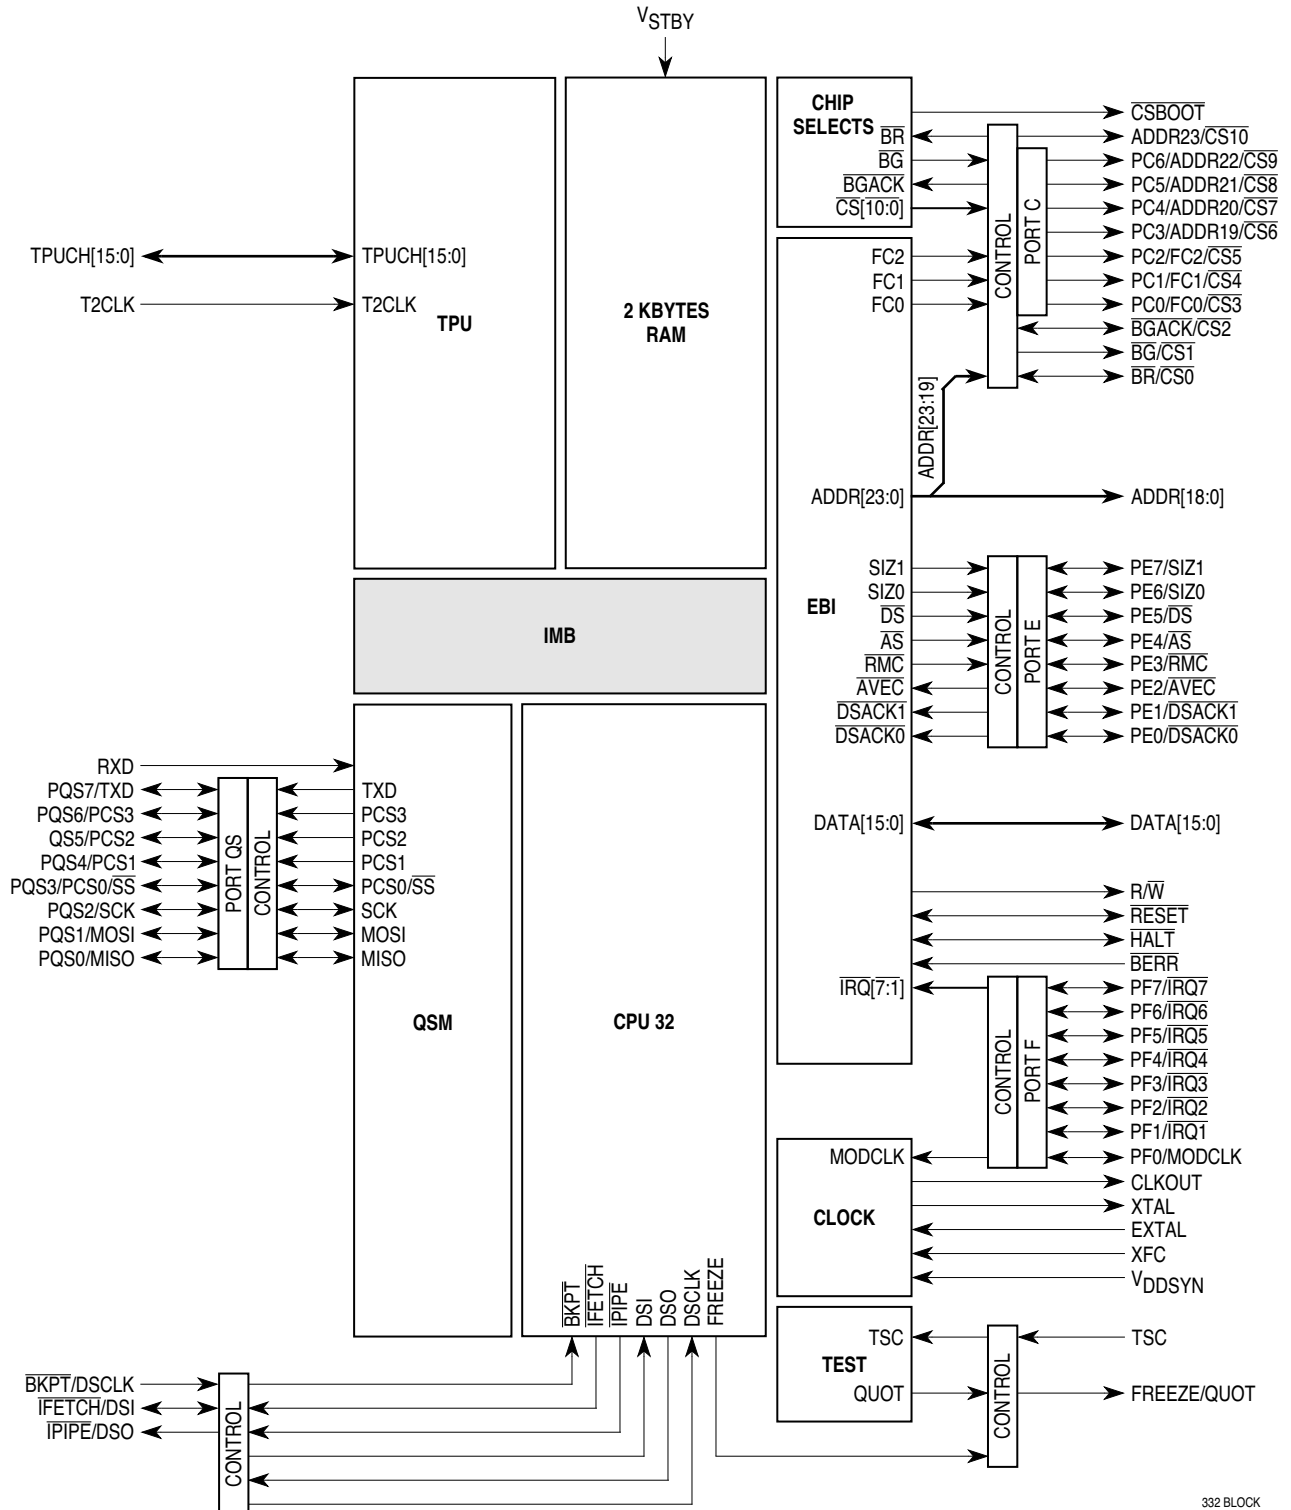 VSTBY
CHIP
SELECTS
BR
BG
BGACK
CS[10:0]
CONTROL
PORT C
CSBOOT
ADDR23/CS10
PC6/ADDR22/CS9
PC5/ADDR21/CS8
PC4/ADDR20/CS7
PC3/ADDR19/CS6
PC2/FC2/CS5
PC1/FC1/CS4
PC0/FC0/CS3
BGACK/CS2
BG/CS1
BR/CS0
TPUCH[15:0]
T2CLK
TPUCH[15:0]
T2CLK
TPU
2 KBYTES
RAM
FC2
FC1
FC0
ADDR[23:19]
ADDR[23:0]
ADDR[18:0]
EBI
SIZ1
SIZ0
DS
AS
RMC
AVEC
DSACK1
DSACK0
CONTROL
PORT E
PE7/SIZ1
PE6/SIZ0
PE5/DS
PE4/AS
PE3/RMC
PE2/AVEC
PE1/DSACK1
PE0/DSACK0
IMB
RXD
PQS7/TXD
PQS6/PCS3
QS5/PCS2
PQS4/PCS1
PQS3/PCS0/SS
PQS2/SCK
PQS1/MOSI
PQS0/MISO
PORT QS
CONTROL
TXD
PCS3
PCS2
PCS1
PCS0/SS
SCK
MOSI
MISO
QSM
CPU 32
DATA[15:0]
DATA[15:0]
R/W
RESET
HALT
BERR
IRQ[7:1]
CONTROL
PORT F
PF7/IRQ7
PF6/IRQ6
PF5/IRQ5
PF4/IRQ4
PF3/IRQ3
PF2/IRQ2
PF1/IRQ1
PF0/MODCLK
MODCLK
CLOCK
CLKOUT
XTAL
EXTAL
XFC
VDDSYN
BKPT
IFETCH
IPIPE
DSI
DSO
DSCLK
FREEZE
TSC
TEST
QUOT
CONTROL
TSC
FREEZE/QUOT
BKPT/DSCLK
IFETCH/DSI
IPIPE/DSO
CONTROL
332 BLOCK